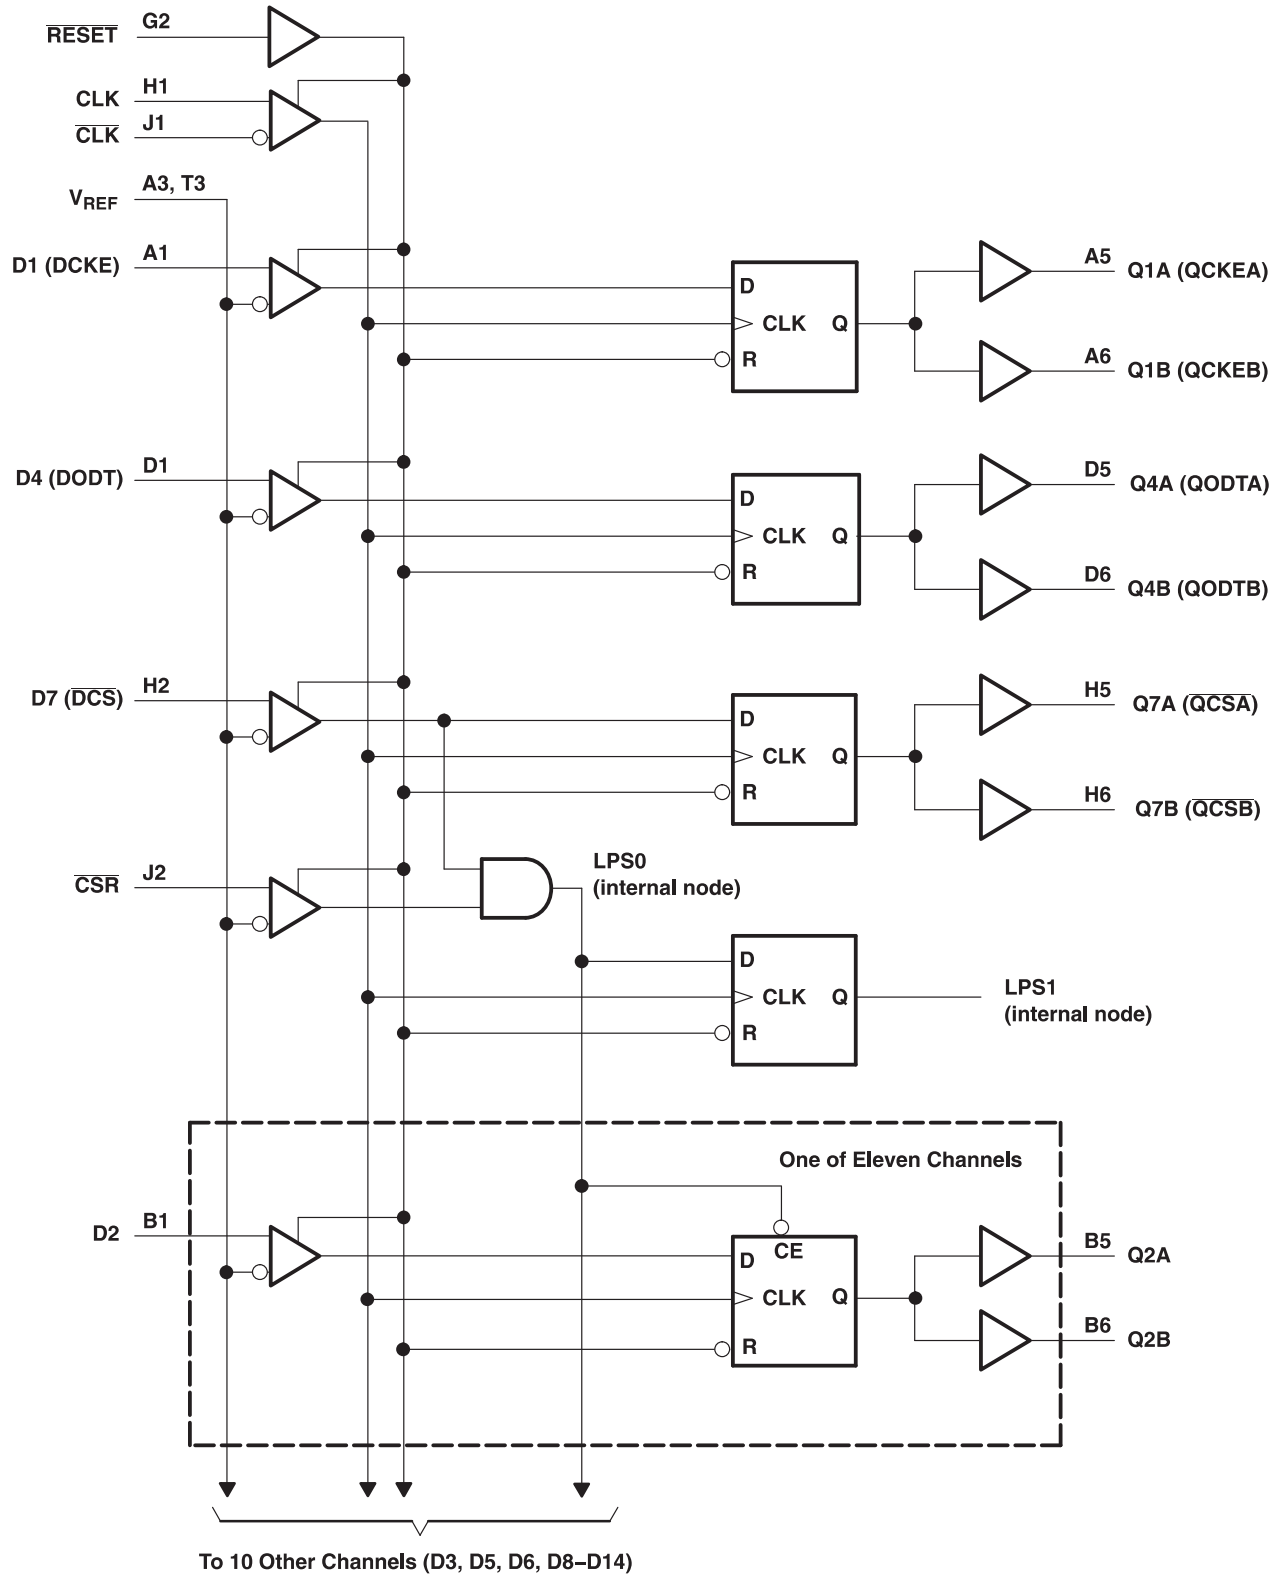 RESET G2
CLK H1
CLK J1
VREF A3, T3
D1 (DCKE) A1
D
CLK Q
R
A5 Q1A (QCKEA)
A6 Q1B (QCKEB)
D4 (DODT) D1
D
CLK Q
R
D5 Q4A (QODTA)
D6 Q4B (QODTB)
D7 (DCS) H2
D
CLK Q
R
H5 Q7A (QCSA)
H6 Q7B (QCSB)
CSR J2
LPS0
(internal node)
D
CLK Q
R
LPS1
(internal node)
One of Eleven Channels
D2 B1
CE
D
CLK Q
R
B5 Q2A
B6 Q2B
To 10 Other Channels (D3, D5, D6, D8–D14)